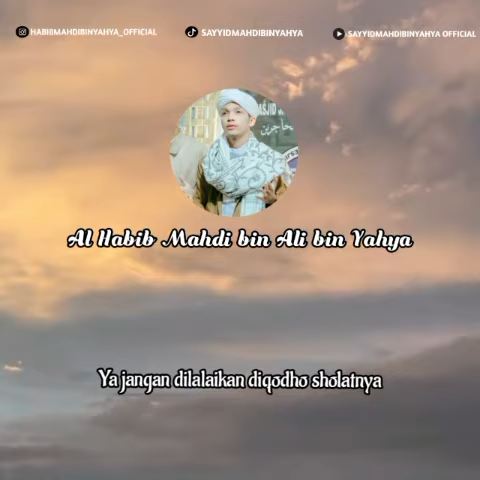 HABIBMAHDIBINYAHYA_OFFICIAL
SAYYIDMAHDIBINYAHYA
SAYYIDMAHDIBINYAHYA OFFICIAL
Al Habib Mahdi bin Ali bin Yahya
Ya jangan dilalaikan diqodho sholatnya